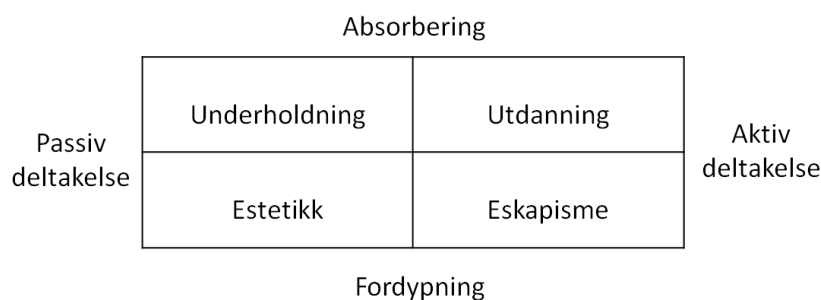 Absorbering
Underholdning
Utdanning
Passiv
deltakelse
Aktiv
deltakelse
Estetikk
Eskapisme
Fordypning